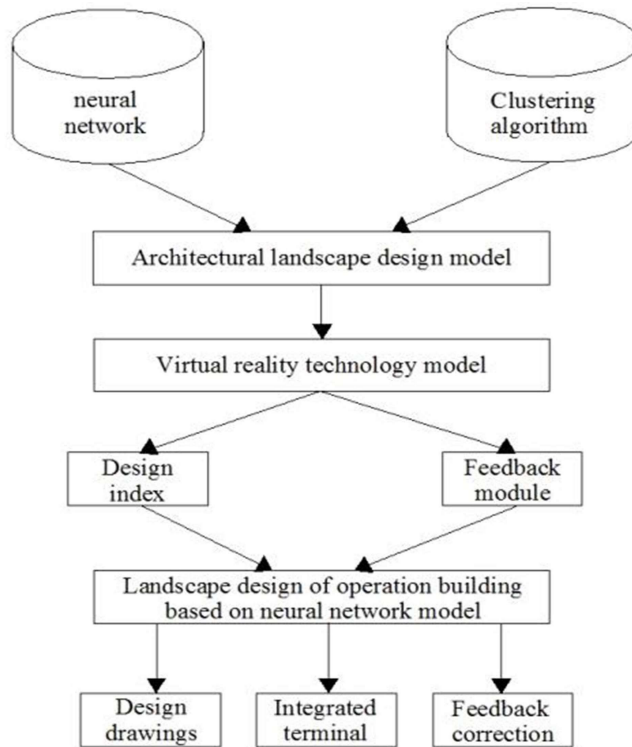 neural
network
Clustering
algorithm
Architectural landscape design model
Virtual reality technology model
Design
index
Feedback
module
Landscape design of operation building
based on neural network model
Design
drawings
Integrated
terminal
Feedback
correction